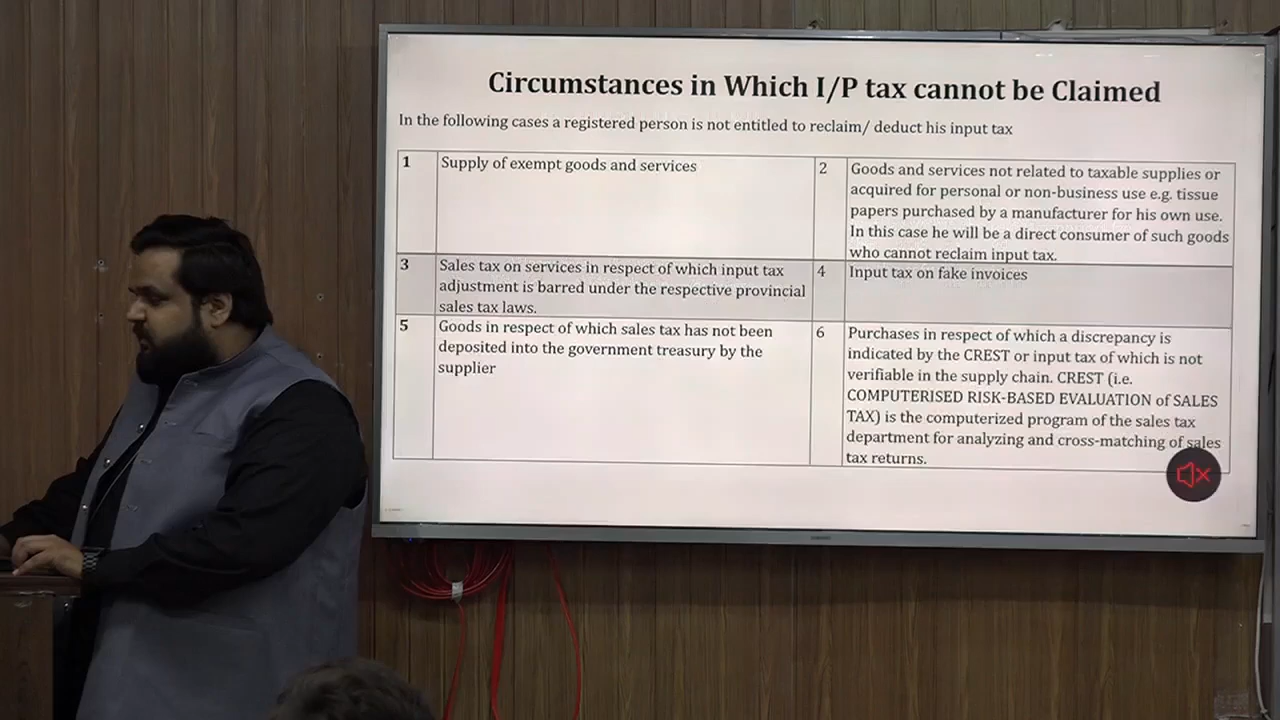 Circumstances in Which I/P tax cannot be Claimed
In the following cases a registered person is not entitled to reclaim/ deduct his input tax
1
Supply of exempt goods and services
2
Goods and services not related to taxable supplies or
acquired for personal or non-business use e.g. tissue
papers purchased by a manufacturer for his own use.
In this case he will be a direct consumer of such goods
who cannot reclaim input tax.
3
Sales tax on services in respect of which input tax
adjustment is barred under the respective provincial
sales tax laws.
4
Input tax on fake invoices
5
Goods in respect of which sales tax has not been
deposited into the government treasury by the
supplier
6
Purchases in respect of which a discrepancy is
indicated by the CREST or input tax of which is not
verifiable in the supply chain. CREST (i.e.
COMPUTERISED RISK-BASED EVALUATION of SALES
TAX) is the computerized program of the sales tax
department for analyzing and cross-matching of sales
tax returns.